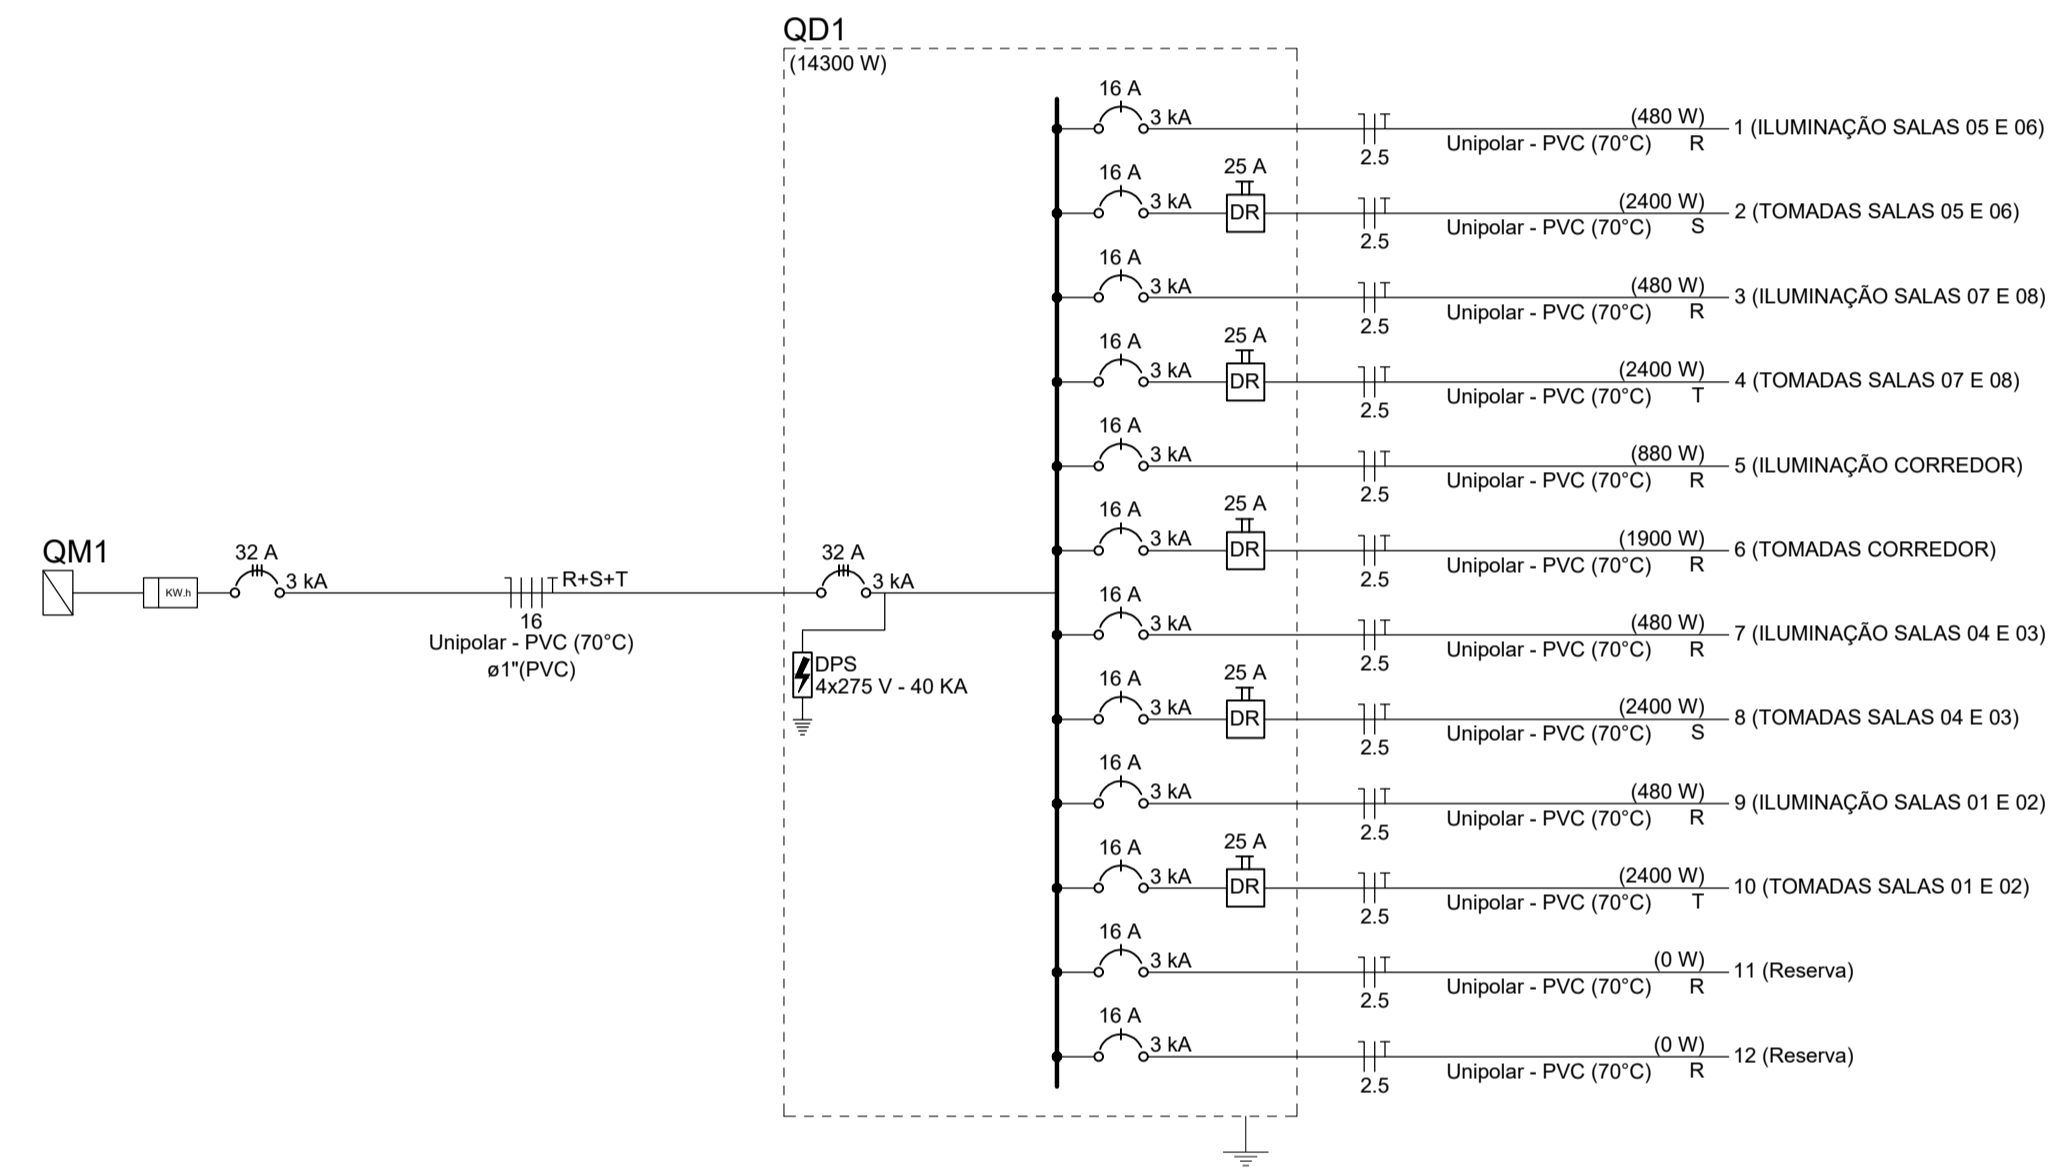 QD1
(14300 W)
16 A
3 kA
2.5
(480 W)
Unipolar - PVC (70°C) R
1 (ILUMINAÇÃO SALAS 05 E 06)
16 A
3 kA
25 A
DR
2.5
(2400 W)
Unipolar - PVC (70°C) S
2 (TOMADAS SALAS 05 E 06)
16 A
3 kA
2.5
(480 W)
Unipolar - PVC (70°C) R
3 (ILUMINAÇÃO SALAS 07 E 08)
16 A
3 kA
25 A
DR
2.5
(2400 W)
Unipolar - PVC (70°C) T
4 (TOMADAS SALAS 07 E 08)
16 A
3 kA
2.5
(880 W)
Unipolar - PVC (70°C) R
5 (ILUMINAÇÃO CORREDOR)
16 A
3 kA
25 A
DR
2.5
(1900 W)
Unipolar - PVC (70°C) R
6 (TOMADAS CORREDOR)
QM1
KW.h
32 A
3 kA
R+S+T
16
Unipolar - PVC (70°C)
ø1"(PVC)
32 A
3 kA
DPS
4x275 V - 40 KA
16 A
3 kA
2.5
(480 W)
Unipolar - PVC (70°C) R
7 (ILUMINAÇÃO SALAS 04 E 03)
16 A
3 kA
25 A
DR
2.5
(2400 W)
Unipolar - PVC (70°C) S
8 (TOMADAS SALAS 04 E 03)
16 A
3 kA
2.5
(480 W)
Unipolar - PVC (70°C) R
9 (ILUMINAÇÃO SALAS 01 E 02)
16 A
3 kA
25 A
DR
2.5
(2400 W)
Unipolar - PVC (70°C) T
10 (TOMADAS SALAS 01 E 02)
16 A
3 kA
2.5
(0 W)
Unipolar - PVC (70°C) R
11 (Reserva)
16 A
3 kA
2.5
(0 W)
Unipolar - PVC (70°C) R
12 (Reserva)